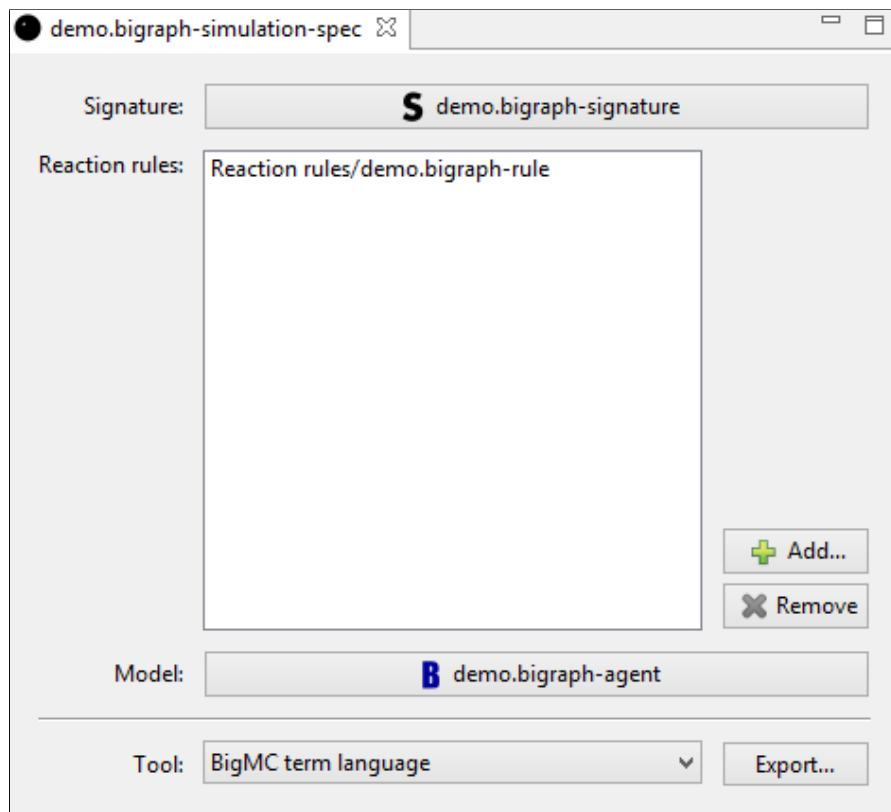 demo.bigraph-simulation-spec
Signature: S demo.bigraph-signature
Reaction rules: Reaction rules/demo.bigraph-rule
Add...
Remove
Model: B demo.bigraph-agent
Tool: BigMC term language Export...